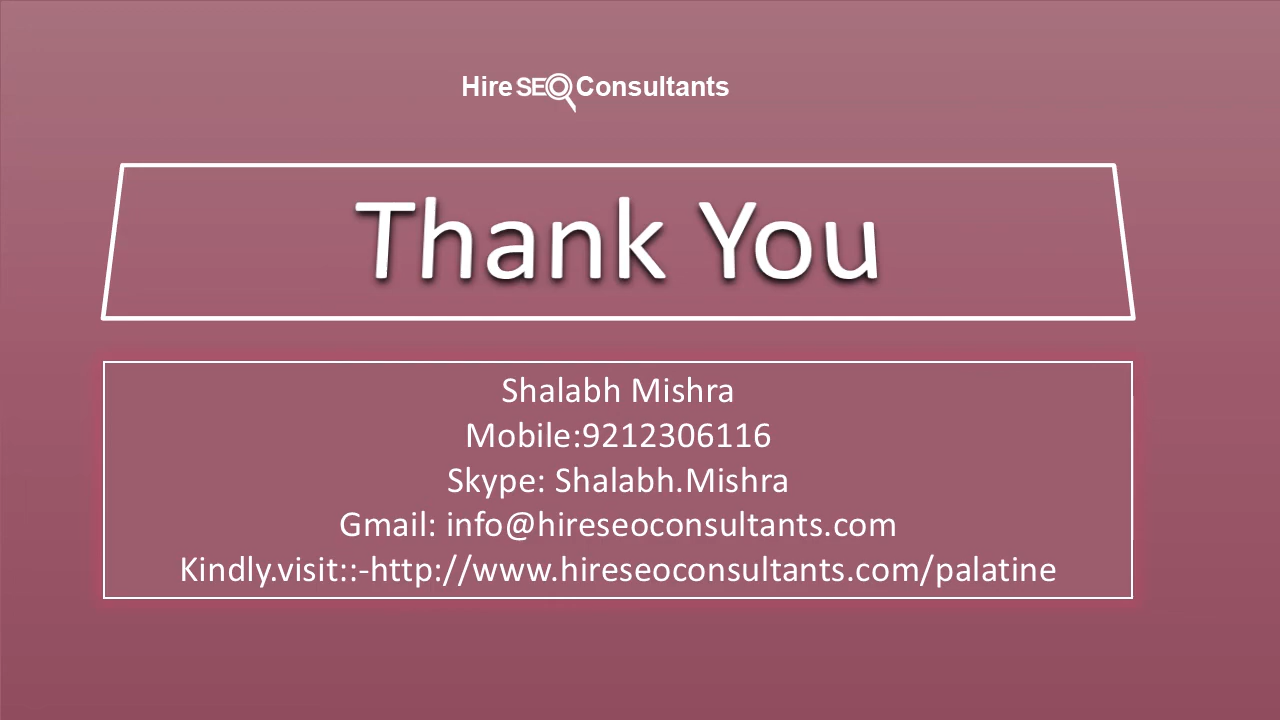 Hire SEO Consultants
Thank You
Shalabh Mishra
Mobile:9212306116
Skype: Shalabh.Mishra
Gmail: info@hireseoconsultants.com
Kindly.visit::-http://www.hireseoconsultants.com/palatine